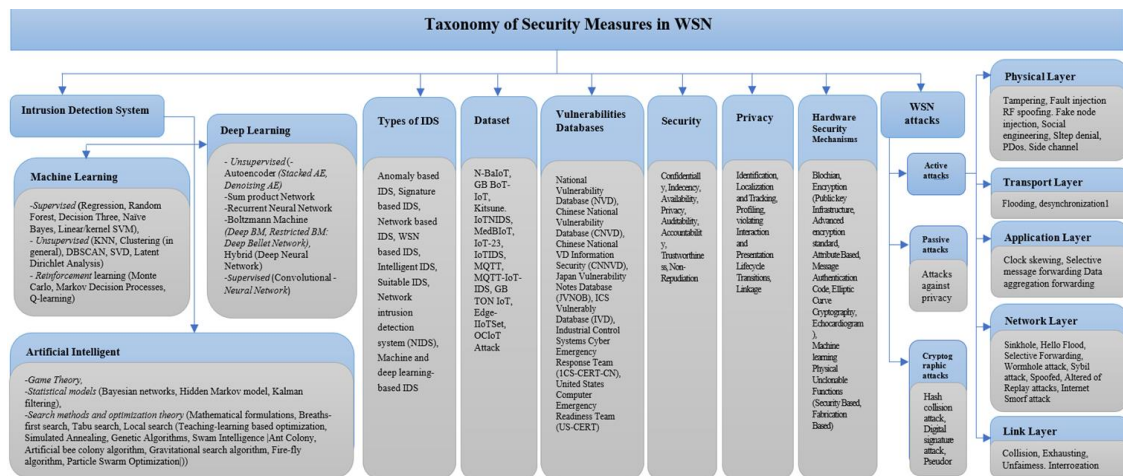 Taxonomy of Security Measures in WSN
Intrusion Detection System
Machine Learning
- Supervised (Regression, Random
Forest, Decision Three, Naïve
Bayes, Linear/kernel SVM),
- Unsupervised (KNN, Clustering (in
general), DBSCAN, SVD, Latent
Dirichlet Analysis)
- Reinforcement learning (Monte
Carlo, Markov Decision Processes,
Q-learning)
Deep Learning
- Unsupervised (-
Autoencoder (Stacked AE,
Denoising AE)
- Sum product Network
- Recurrent Neural Network
- Boltzmann Machine
(Deep BM, Restricted BM:
Deep Bellet Network),
Hybrid (Deep Neural
Network)
- Supervised (Convolutional -
Neural Network)
Artificial Intelligent
-Game Theory,
-Statistical models (Bayesian networks, Hidden Markov model, Kalman
filtering),
-Search methods and optimization theory (Mathematical formulations, Breaths-
first search, Tabu search, Local search (Teaching-learning based optimization,
Simulated Annealing, Genetic Algorithms, Swam Intelligence |Ant Colony,
Artificial bee colony algorithm, Gravitational search algorithm, Fire-fly
algorithm, Particle Swarm Optimization|))
Types of IDS
Anomaly based
IDS, Signature
based IDS,
Network based
IDS, WSN
based IDS,
Intelligent IDS,
Suitable IDS,
Network
intrusion
detection
system (NIDS),
Machine and
deep learning-
based IDS
Dataset
N-BaIoT,
GB BoT-
IoT,
Kitsune.
IoTNIDS,
MedBIoT,
IoT-23,
IoTIDS,
MQTT,
MQTT-IoT-
IDS, GB
TON IoT,
Edge-
IIoTSet,
OCIoT
Attack
Vulnerabilities
Databases
National
Vulnerability
Database (NVD),
Chinese National
Vulnerability
Database (CNVD),
Chinese National
VD Information
Security (CNNVD),
Japan Vulnerability
Notes Database
(JVNOB), ICS
Vulnerably
Database (IVD),
Industrial Control
Systems Cyber
Emergency
Response Team
(1CS-CERT-CN),
United States
Computer
Emergency
Readiness Team
(US-CERT)
Security
Confidentiall
y, Indecency,
Availability,
Privacy,
Auditability,
Accountabilit
y,
Trustworthine
ss, Non-
Repudiation
Privacy
Identification,
Localization
and Tracking,
Profiling,
violating
Interaction
and
Presentation
Lifecycle
Transitions,
Linkage
Hardware
Security
Mechanisms
Blochian,
Encryption
(Publickey
Infrastructure,
Advanced
encryption
standard,
Attribute Based,
Message
Authentication
Code, Elliptic
Curve
Cryptography,
Echocardiogram
),
Machine
learning
Physical
Unclonable
Functions
(Security Based,
Fabrication
Based)
WSN
attacks
Active
attacks
Passive
attacks
Attacks
against
privacy
Cryptog
raphic
attacks
Hash
collision
attack,
Digital
signature
attack,
Pseudor
Physical Layer
Tampering, Fault injection
RF spoofing. Fake node
injection, Social
engineering, Sltep denial,
PDos. Side channel
Transport Layer
Flooding, desynchronization1
Application Layer
Clock skewing, Selective
message forwarding Data
aggregation forwarding
Network Layer
Sinkhole, Hello Flood,
Selective Forwarding,
Wormhole attack, Sybil
attack, Spoofed, Altered of
Replay attacks, Internet
Smorf attack
Link Layer
Collision, Exhausting,
Unfairness, Interrogation